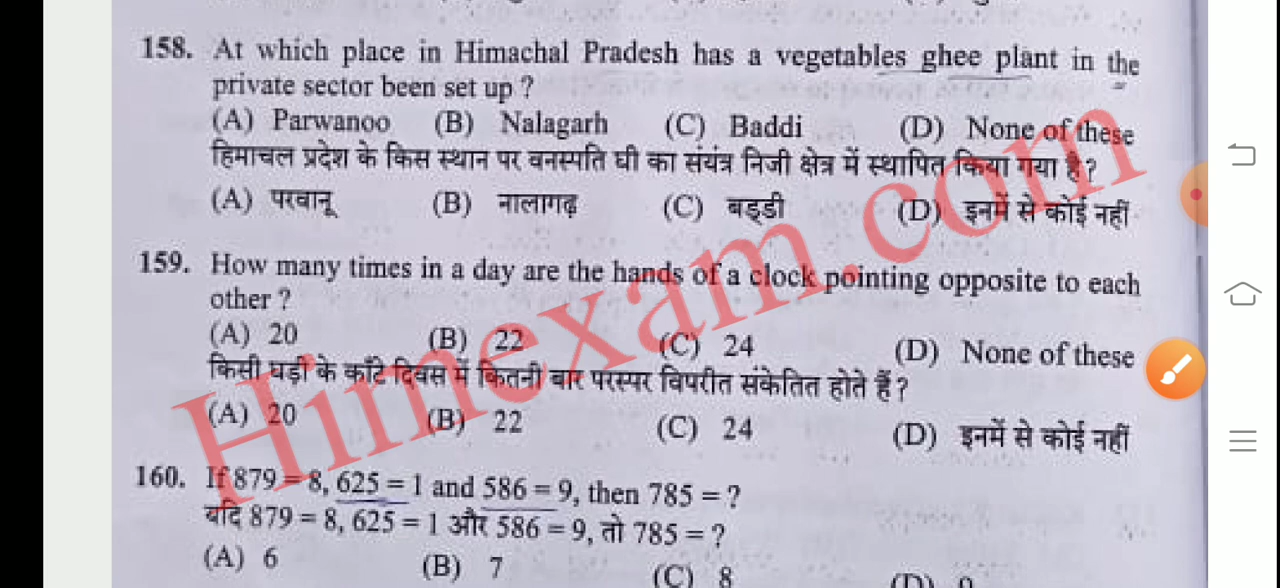 158. At which place in Himachal Pradesh has a vegetables ghee plant in the
private sector been set up ?
(A) Parwanoo (B) Nalagarh (C) Baddi (D) None of these
हिमाचल प्रदेश के किस स्थान पर वनस्पति घी का संयंत्र निजी क्षेत्र में स्थापित किया गया है ?
(A) परवानू (B) नालागढ़ (C) बड्डी (D) इनमें से कोई नहीं
159. How many times in a day are the hands of a clock pointing opposite to each
other ?
(A) 20 (B) 22 (C) 24 (D) None of these
किसी घड़ी के काँटे दिवस में कितनी बार परस्पर विपरीत संकेतित होते हैं ?
(A) 20 (B) 22 (C) 24 (D) इनमें से कोई नहीं
160. If 879 = 8, 625 = 1 and 586 = 9, then 785 = ?
यदि 879 = 8, 625 = 1 और 586 = 9, तो 785 = ?
(A) 6 (B) 7 (C) 8 (D)
Himexam.com